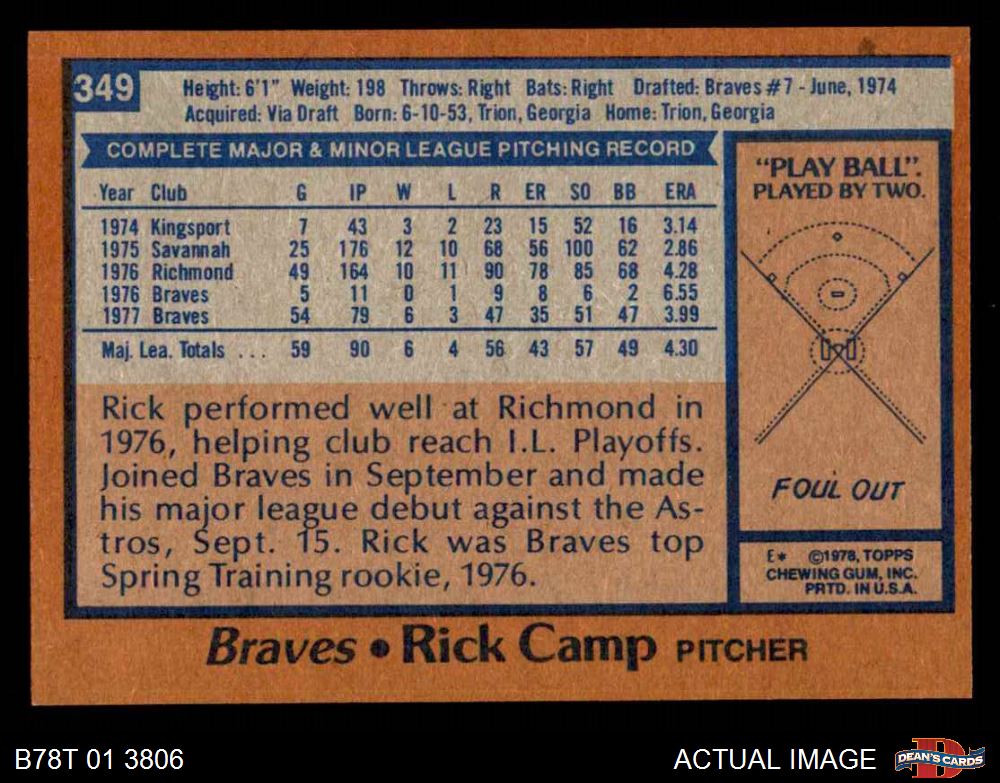 349
Height: 6'1" Weight: 198 Throws: Right Bats: Right Drafted: Braves #7 - June, 1974
Acquired: Via Draft Born: 6-10-53, Trion, Georgia Home: Trion, Georgia
COMPLETE MAJOR & MINOR LEAGUE PITCHING RECORD
Year Club G IP W L R ER SO BB ERA
1974 Kingsport 7 43 3 2 23 15 52 16 3.14
1975 Savannah 25 176 12 10 68 56 100 62 2.86
1976 Richmond 49 164 10 11 90 78 85 68 4.28
1976 Braves 5 11 0 1 9 8 6 2 6.55
1977 Braves 54 79 6 3 47 35 51 47 3.99
Maj. Lea. Totals ... 59 90 6 4 56 43 57 49 4.30
Rick performed well at Richmond in
1976, helping club reach I.L. Playoffs.
Joined Braves in September and made
his major league debut against the As-
tros, Sept. 15. Rick was Braves top
Spring Training rookie, 1976.
"PLAY BALL".
PLAYED BY TWO.
FOUL OUT
E* ©1978, TOPPS
CHEWING GUM, INC.
PRTD. IN U.S.A.
Braves • Rick Camp PITCHER
B78T 01 3806
ACTUAL IMAGE
D
DEAN'S CARDS